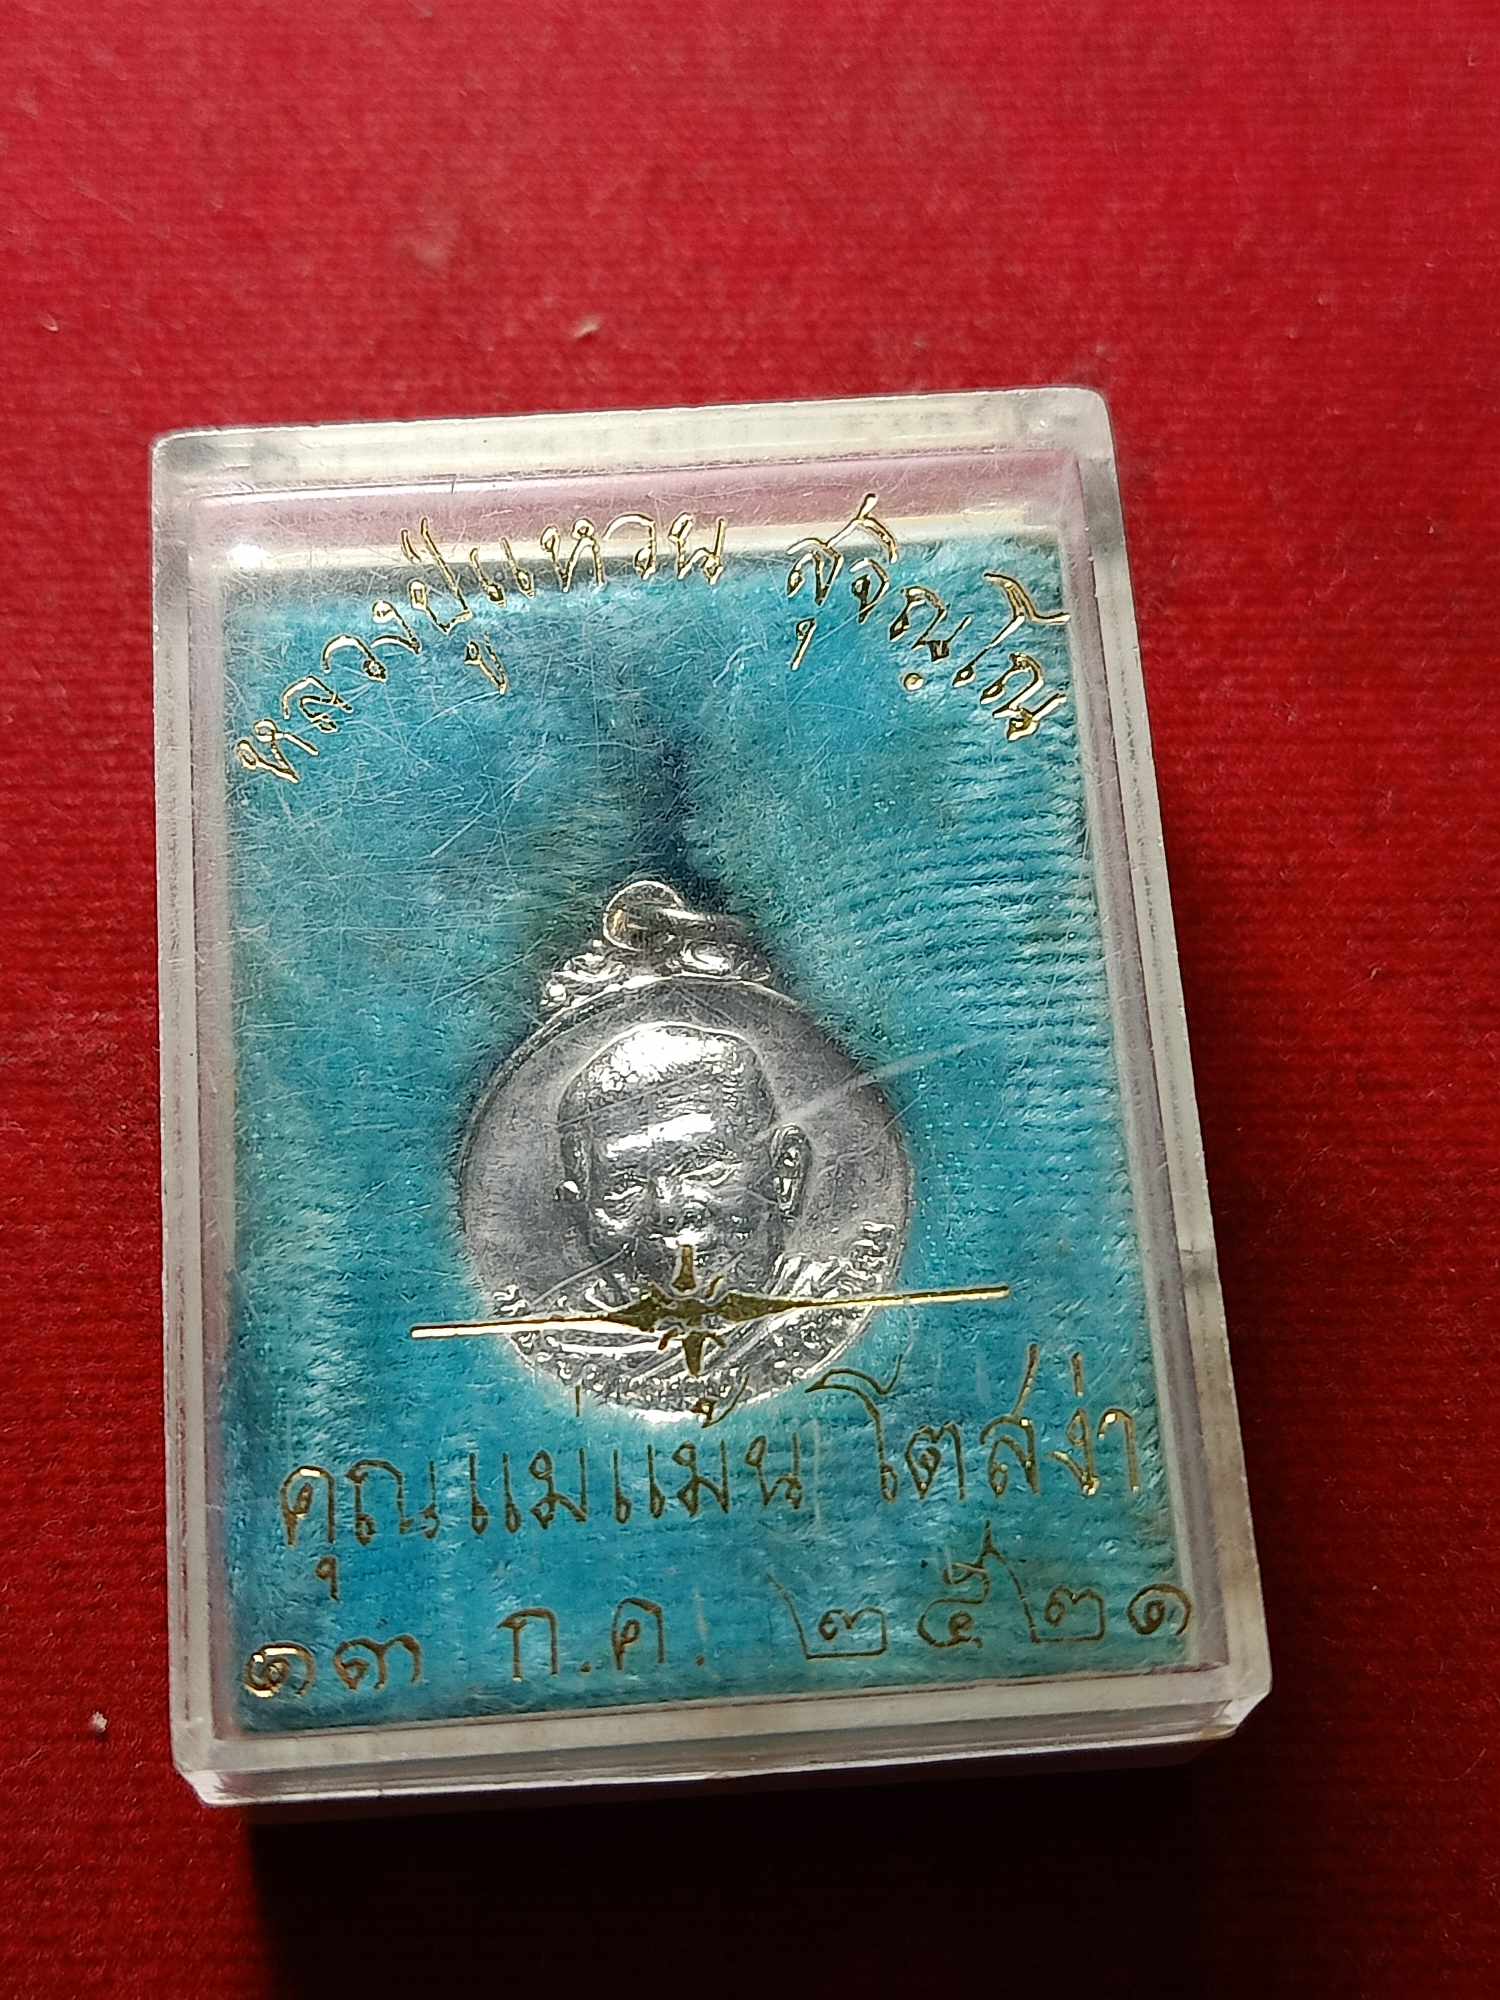 หลวงปู่แหวน สุจิณฺโณ
คุณแม่แม้น โตสง่า
๑๓ ก.ค. ๒๕๒๑